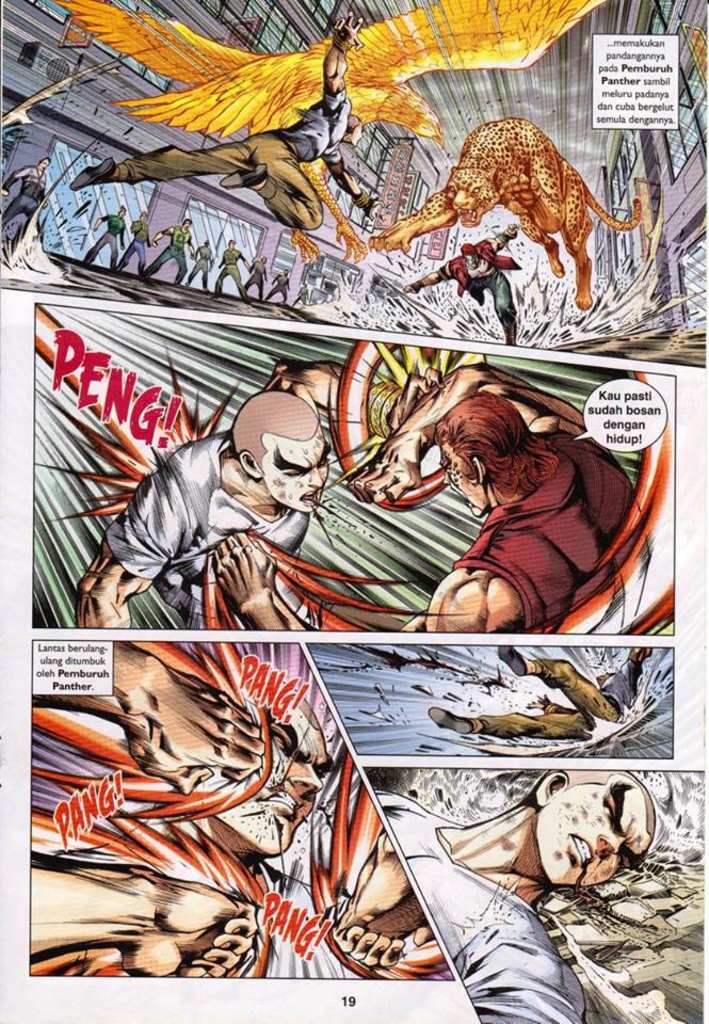 ...memakukan
pandangannya
pada Pemburuh
Panther sambil
meluru padanya
dan cuba bergelut
semula dengannya.
PENG!
Kau pasti
sudah bosan
dengan
hidup!
Lantas berulang-
ulang ditumbuk
oleh Pemburuh
Panther.
PANG!
PANG!
PANG!
19